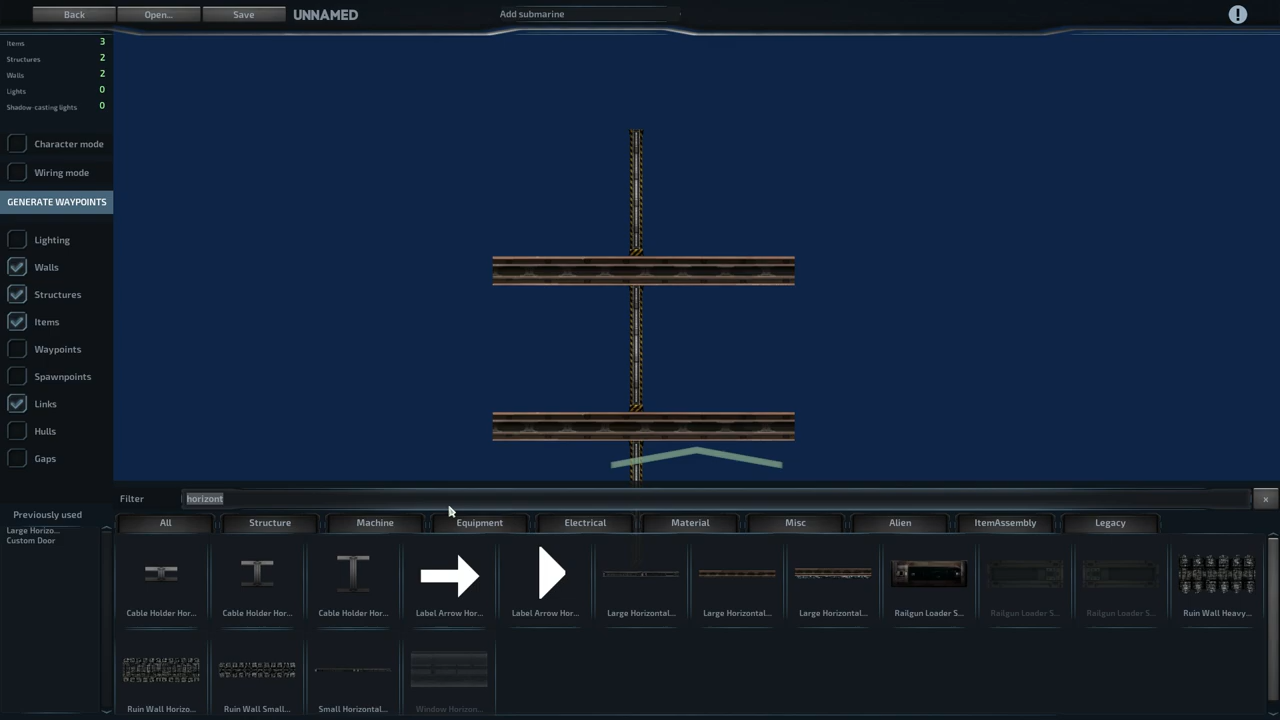 Back Open... Save UNNAMED Add submarine
Items 3
Structures 2
Walls 2
Lights 0
Shadow-casting lights 0
Character mode
Wiring mode
GENERATE WAYPOINTS
Lighting
Walls
Structures
Items
Waypoints
Spawnpoints
Links
Hulls
Gaps
Filter horizont
Previously used
Large Horizo...
Custom Door
All Structure Machine Equipment Electrical Material Misc Alien ItemAssembly Legacy
Cable Holder Hor... Cable Holder Hor... Cable Holder Hor... Label Arrow Hor... Label Arrow Hor... Large Horizontal... Large Horizontal... Large Horizontal... Railgun Loader S... Railgun Loader S... Railgun Loader S... Ruin Wall Heavy...
Ruin Wall Horizo... Ruin Wall Small... Small Horizontal... Window Horizon...